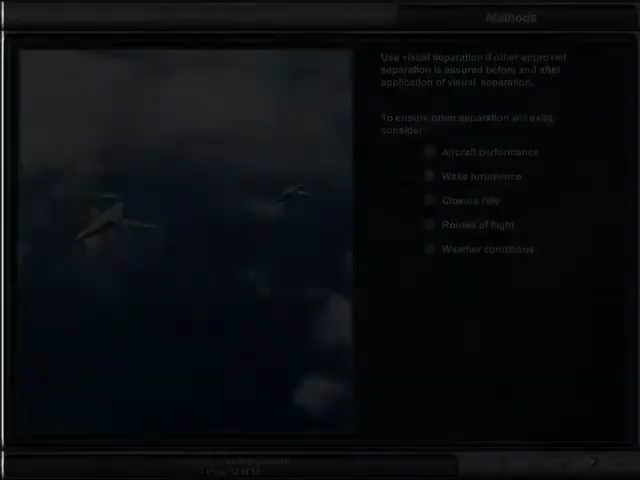 Methods
Use visual separation if other approved
separation is assured before and after
application of visual separation.
To ensure other separation will exist,
consider:
Aircraft performance
Wake turbulence
Closure rate
Routes of flight
Weather conditions